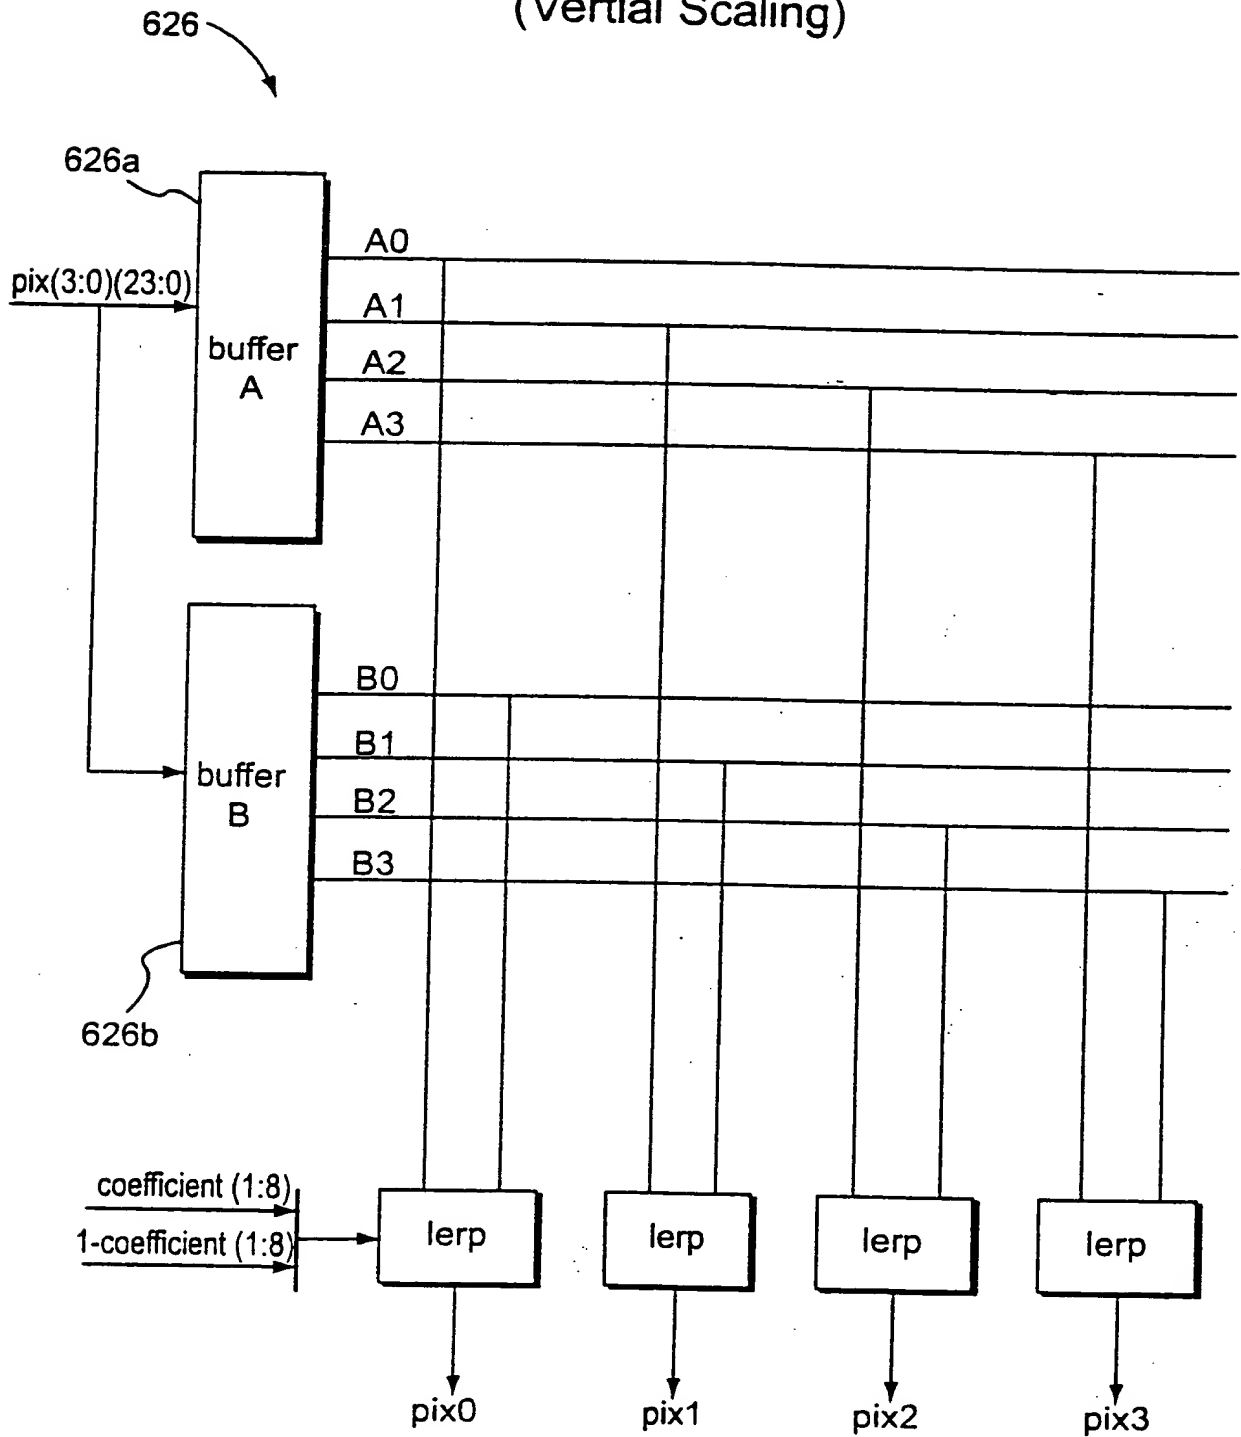 (Vertial Scaling)
626
626a
pix(3:0)(23:0)
buffer
A
A0
A1
A2
A3
buffer
B
B0
B1
B2
B3
626b
coefficient (1:8)
1-coefficient (1:8)
lerp
lerp
lerp
lerp
pix0
pix1
pix2
pix3